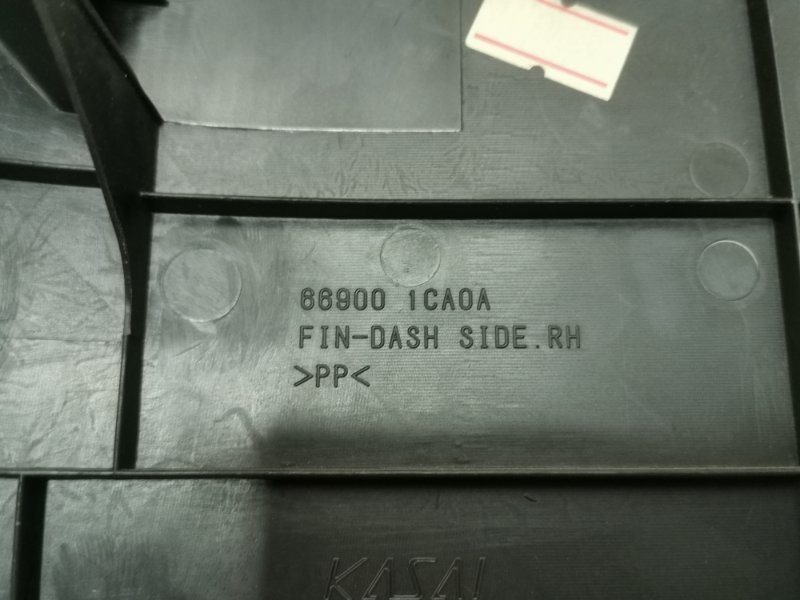 66900 1CA0A
FIN-DASH SIDE.RH
>PP<
KASAI